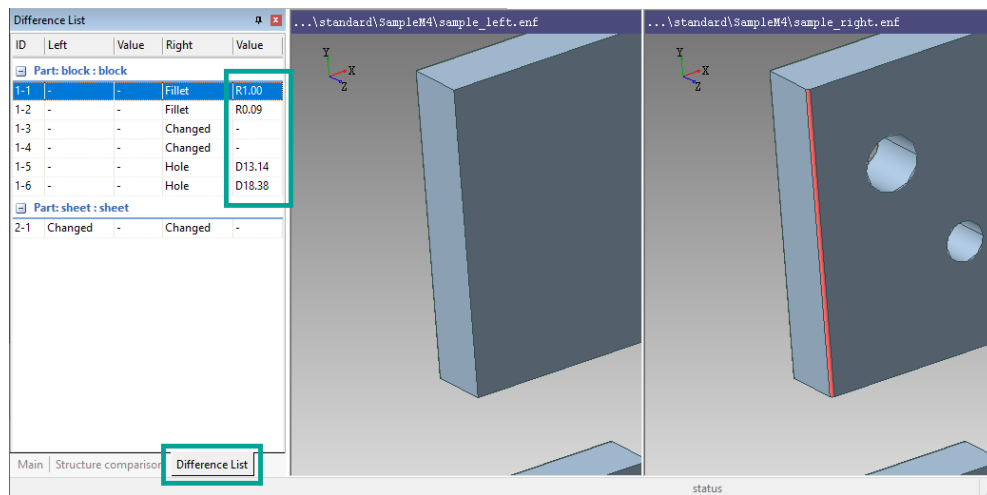 Difference List
ID Left Value Right Value
Part: block : block
1-1 - - Fillet R1.00
1-2 - - Fillet R0.09
1-3 - - Changed -
1-4 - - Changed -
1-5 - - Hole D13.14
1-6 - - Hole D18.38
Part: sheet : sheet
2-1 Changed - Changed -
Main Structure comparison Difference List
...\standard\SampleM4\sample_left.enf
Y
X
Z
...\standard\SampleM4\sample_right.enf
Y
X
Z
status